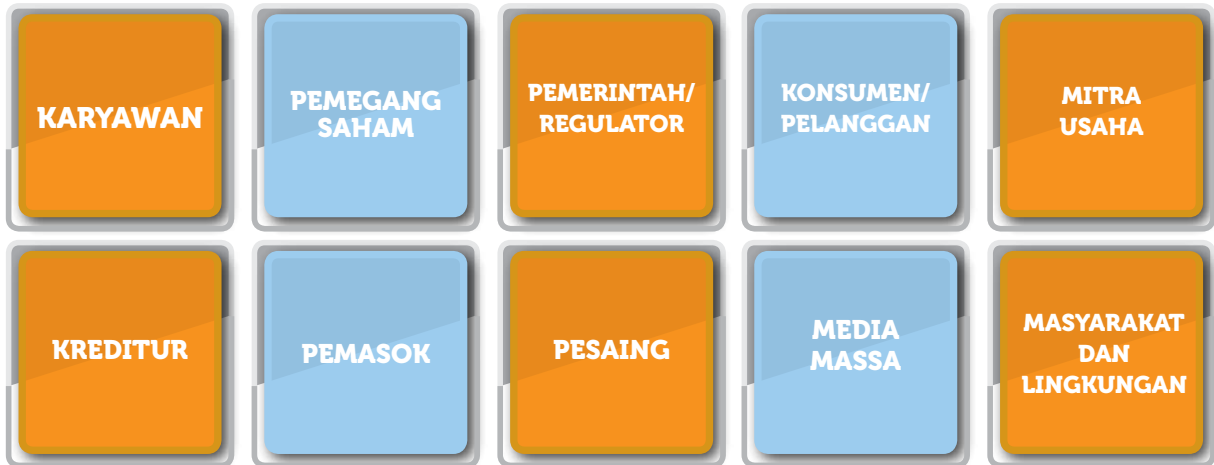 KARYAWAN
PEMEGANG
SAHAM
PEMERINTAH/
REGULATOR
KONSUMEN/
PELANGGAN
MITRA
USAHA
KREDITUR
PEMASOK
PESAING
MEDIA
MASSA
MASYARAKAT
DAN
LINGKUNGAN